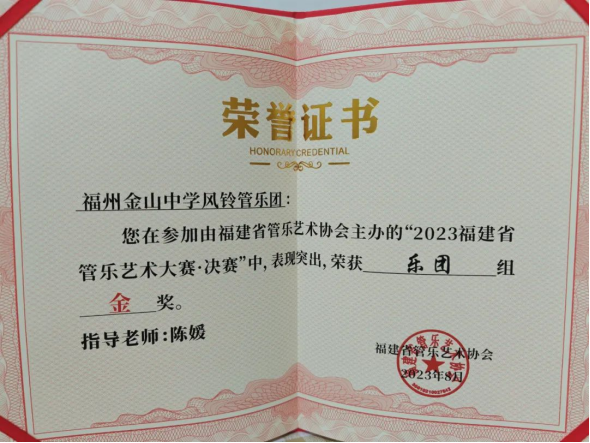 荣誉证书
HONORARY CREDENTIAL
福州金山中学风铃管乐团：
您在参加由福建省管乐艺术协会主办的“2023福建省
管乐艺术大赛·决赛”中，表现突出，荣获 乐团 组
金 奖。
指导老师：陈媛
福建省管乐艺术协会
2023年8月